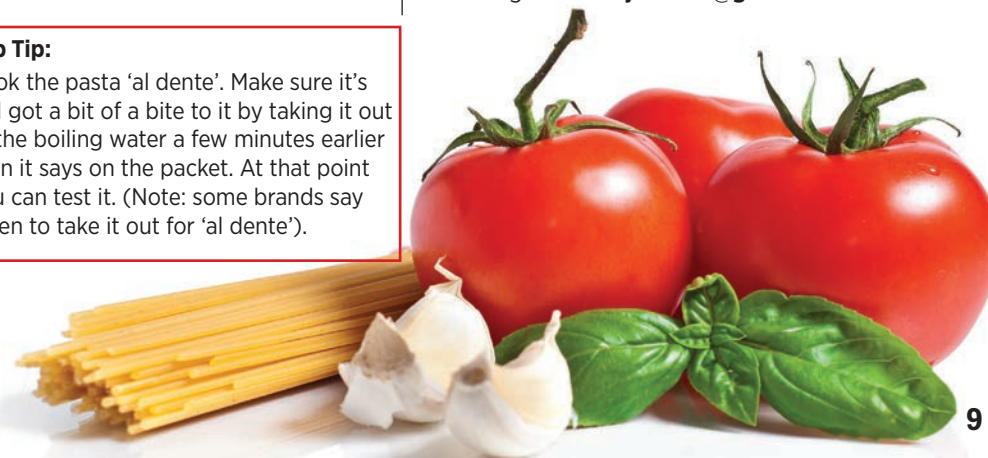 Tip:
ok the pasta ‘al dente’. Make sure it’s
got a bit of a bite to it by taking it out
the boiling water a few minutes earlier
n it says on the packet. At that point
u can test it. (Note: some brands say
en to take it out for ‘al dente’).
9